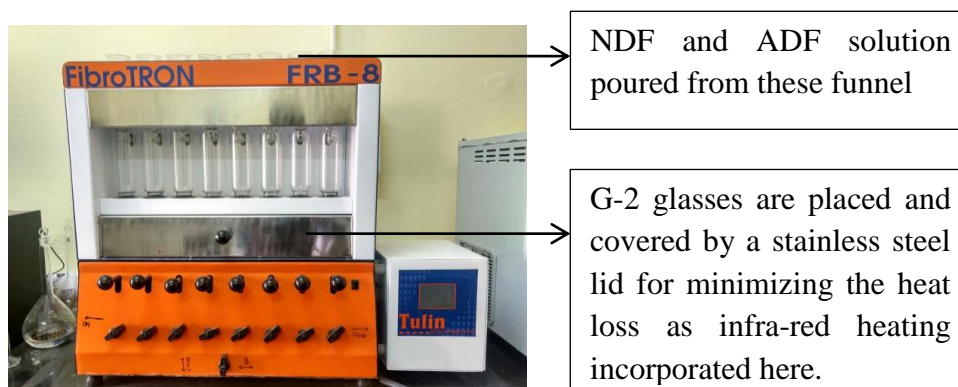 FibroTRON FRB-8
NDF and ADF solution
poured from these funnel
Tulin
G-2 glasses are placed and
covered by a stainless steel
lid for minimizing the heat
loss as infra-red heating
incorporated here.